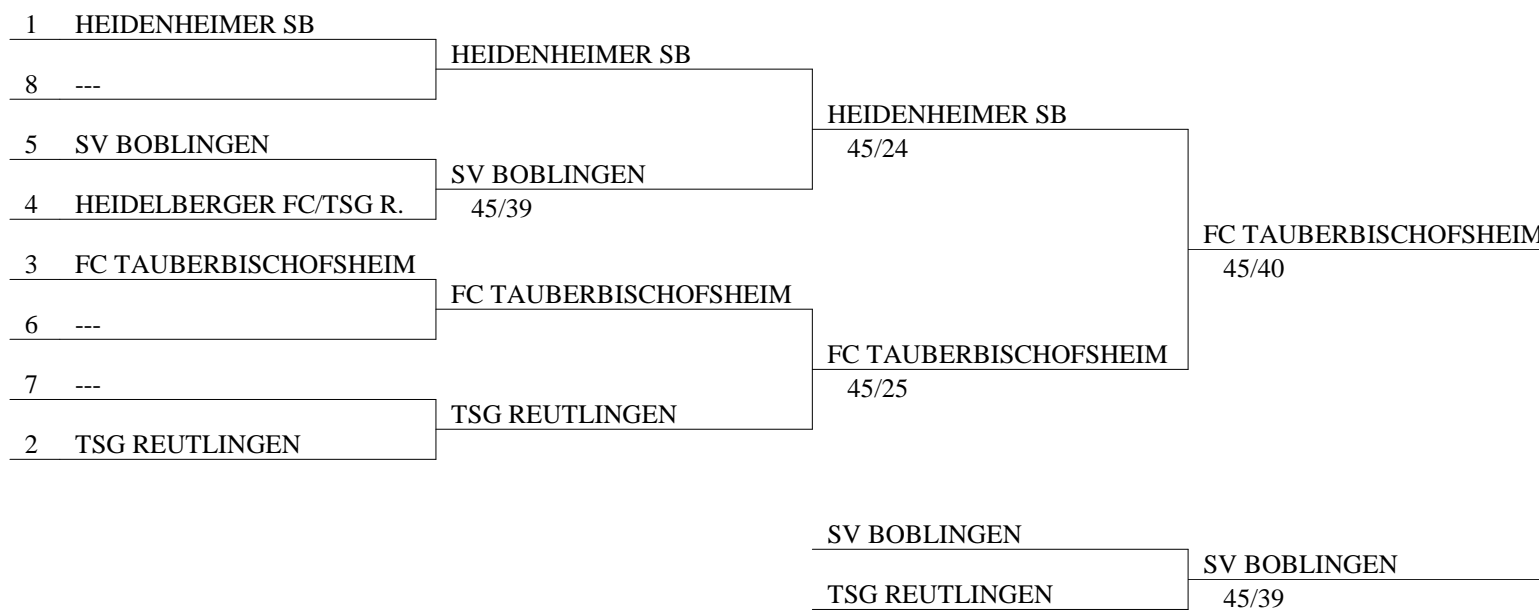 1 HEIDENHEIMER SB
HEIDENHEIMER SB
8 ---
HEIDENHEIMER SB
45/24
5 SV BOBLINGEN
SV BOBLINGEN
45/39
4 HEIDELBERGER FC/TSG R.
FC TAUBERBISCHOFSHEIM
45/40
3 FC TAUBERBISCHOFSHEIM
FC TAUBERBISCHOFSHEIM
6 ---
FC TAUBERBISCHOFSHEIM
45/25
7 ---
TSG REUTLINGEN
2 TSG REUTLINGEN
SV BOBLINGEN
SV BOBLINGEN
45/39
TSG REUTLINGEN